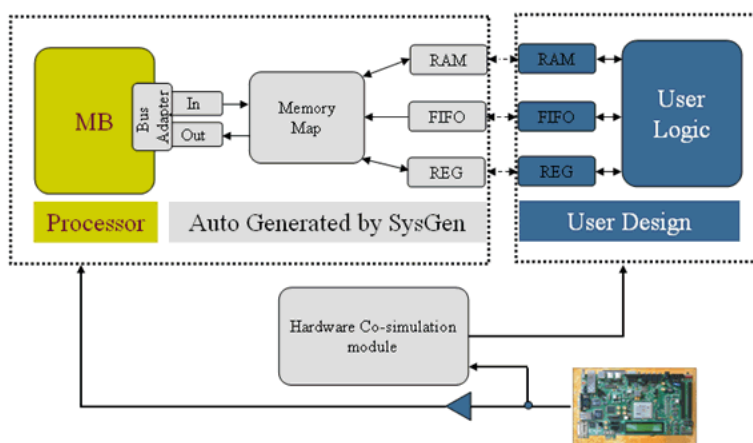 MB
Bus
Adapter
In
Out
Memory
Map
RAM
FIFO
REG
RAM
FIFO
REG
User
Logic
Processor
Auto Generated by SysGen
User Design
Hardware Co-simulation
module